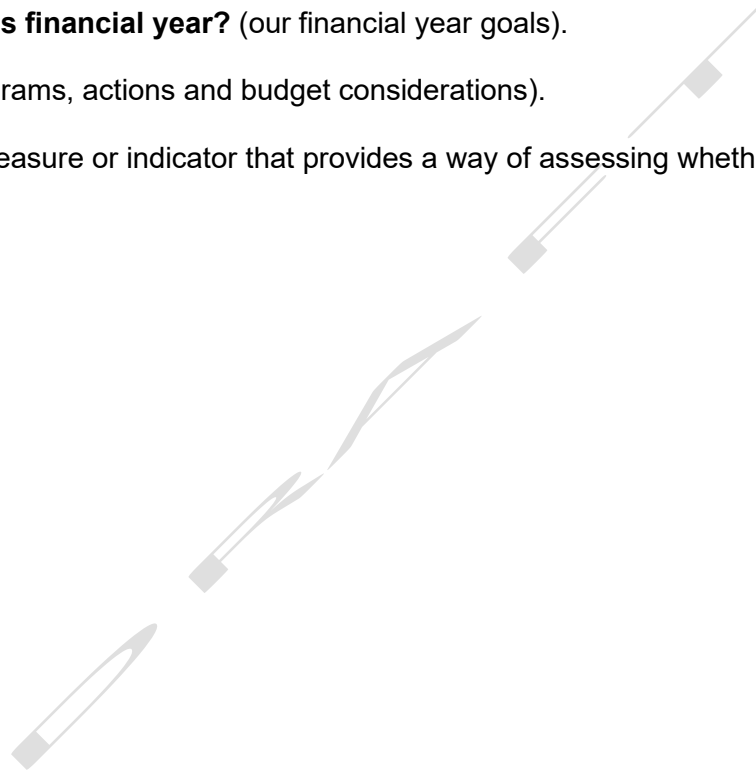 s financial year? (our financial year goals).
rams, actions and budget considerations).
easure or indicator that provides a way of assessing wheth